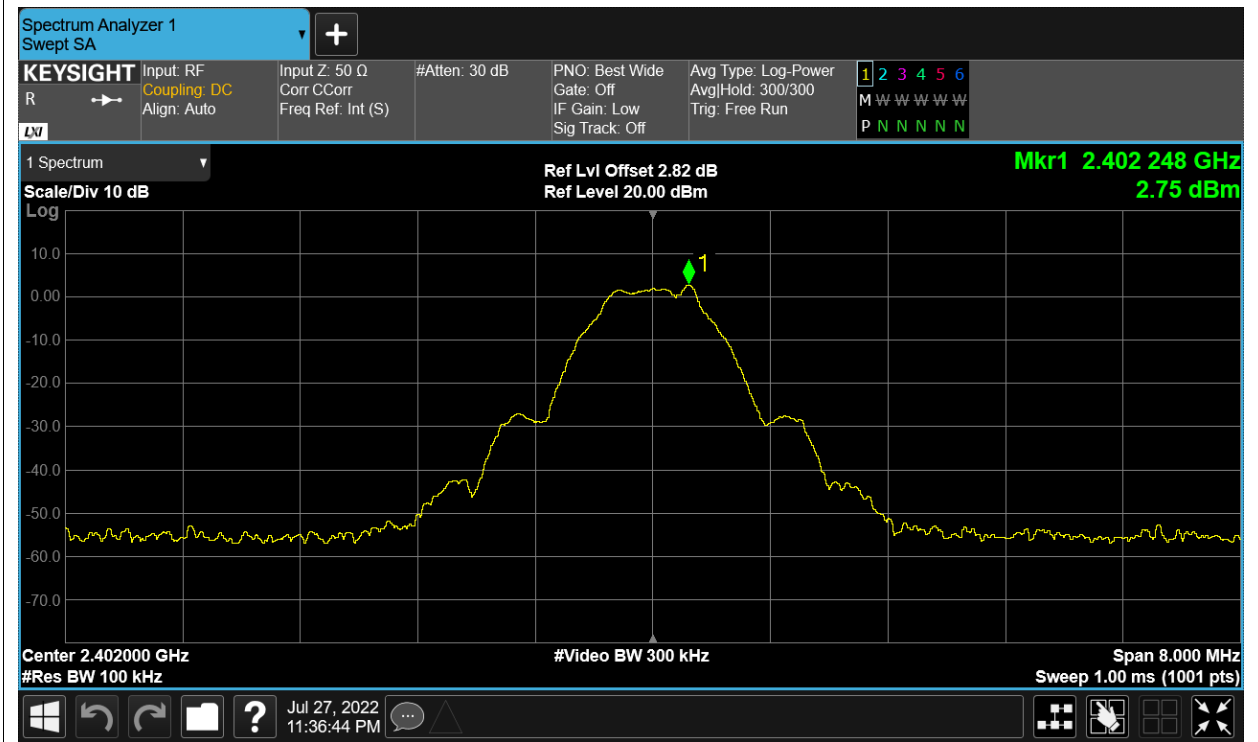 Spectrum Analyzer 1
Swept SA
KEYSIGHT
R
LXI
Input: RF
Coupling: DC
Align: Auto
Input Z: 50 Ω
Corr CCorr
Freq Ref: Int (S)
#Atten: 30 dB
PNO: Best Wide
Gate: Off
IF Gain: Low
Sig Track: Off
Avg Type: Log-Power
Avg|Hold: 300/300
Trig: Free Run
1 2 3 4 5 6
M W W W W W
P N N N N N
1 Spectrum
Scale/Div 10 dB
Ref Lvl Offset 2.82 dB
Ref Level 20.00 dBm
Mkr1 2.402 248 GHz
2.75 dBm
Log
1
10.0
0.00
-10.0
-20.0
-30.0
-40.0
-50.0
-60.0
-70.0
Center 2.402000 GHz
#Res BW 100 kHz
#Video BW 300 kHz
Span 8.000 MHz
Sweep 1.00 ms (1001 pts)
?
Jul 27, 2022
11:36:44 PM